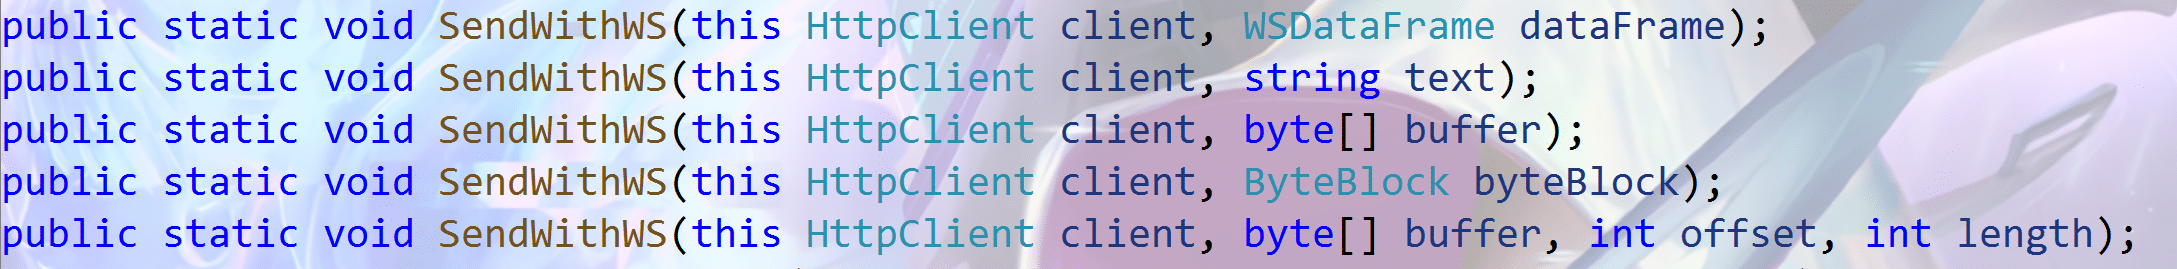 public static void SendWithWS(this HttpClient client, WSDataFrame dataFrame);
public static void SendWithWS(this HttpClient client, string text);
public static void SendWithWS(this HttpClient client, byte[] buffer);
public static void SendWithWS(this HttpClient client, ByteBlock byteBlock);
public static void SendWithWS(this HttpClient client, byte[] buffer, int offset, int length);